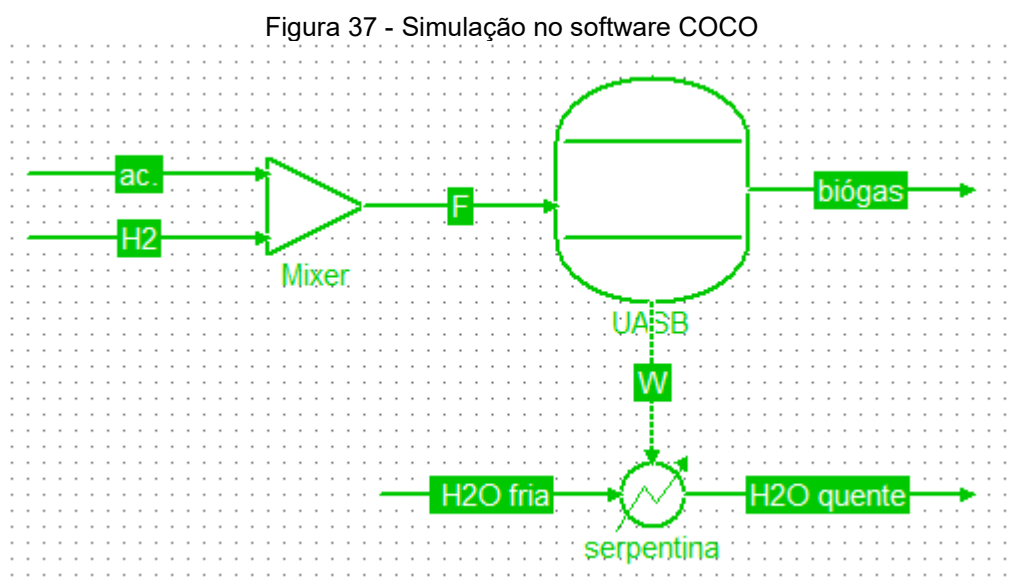 Figura 37 - Simulação no software COCO
ac.
H2
F
Mixer
biógas
UASB
W
H2O fria
H2O quente
serpentina